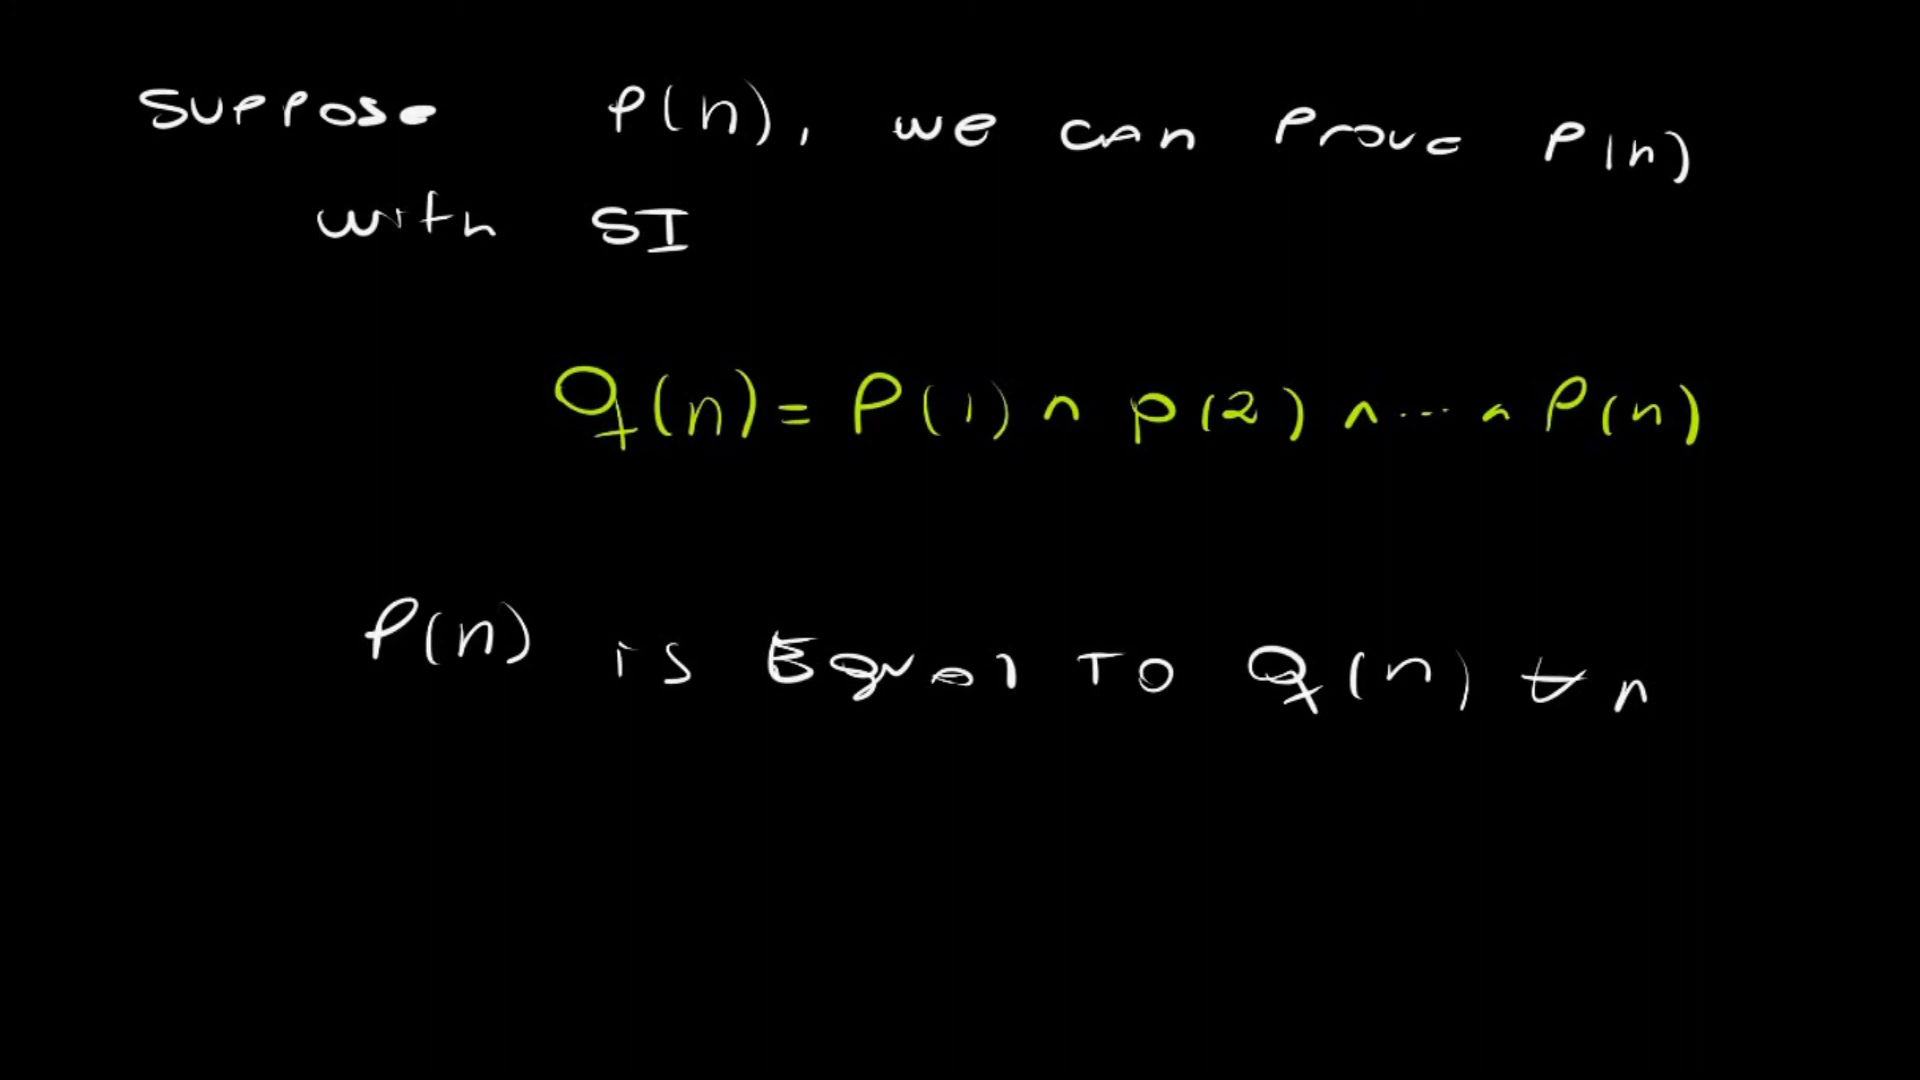 Suppose P(n), we can prove P(n)
with SI
Q(n) = P(1) ∧ P(2) ∧ ... ∧ P(n)
P(n) is Equal To Q(n) ∀ n